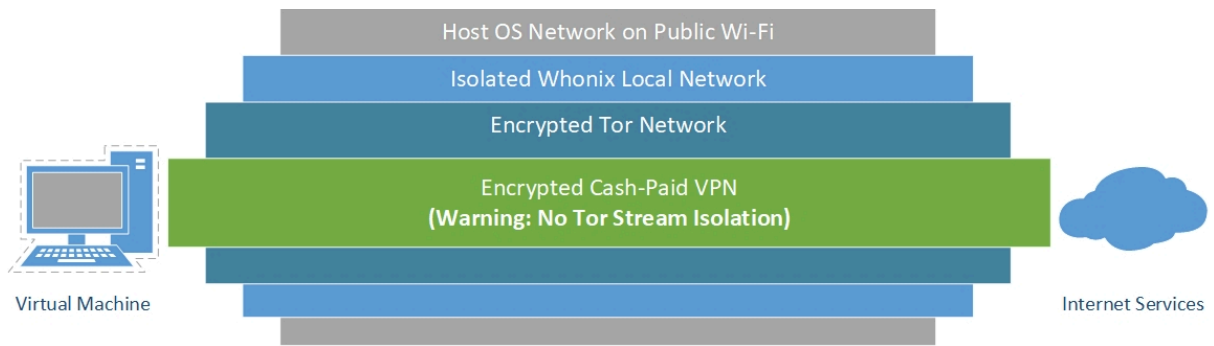 Host OS Network on Public Wi-Fi
Isolated Whonix Local Network
Encrypted Tor Network
Encrypted Cash-Paid VPN
(Warning: No Tor Stream Isolation)
Virtual Machine
Internet Services